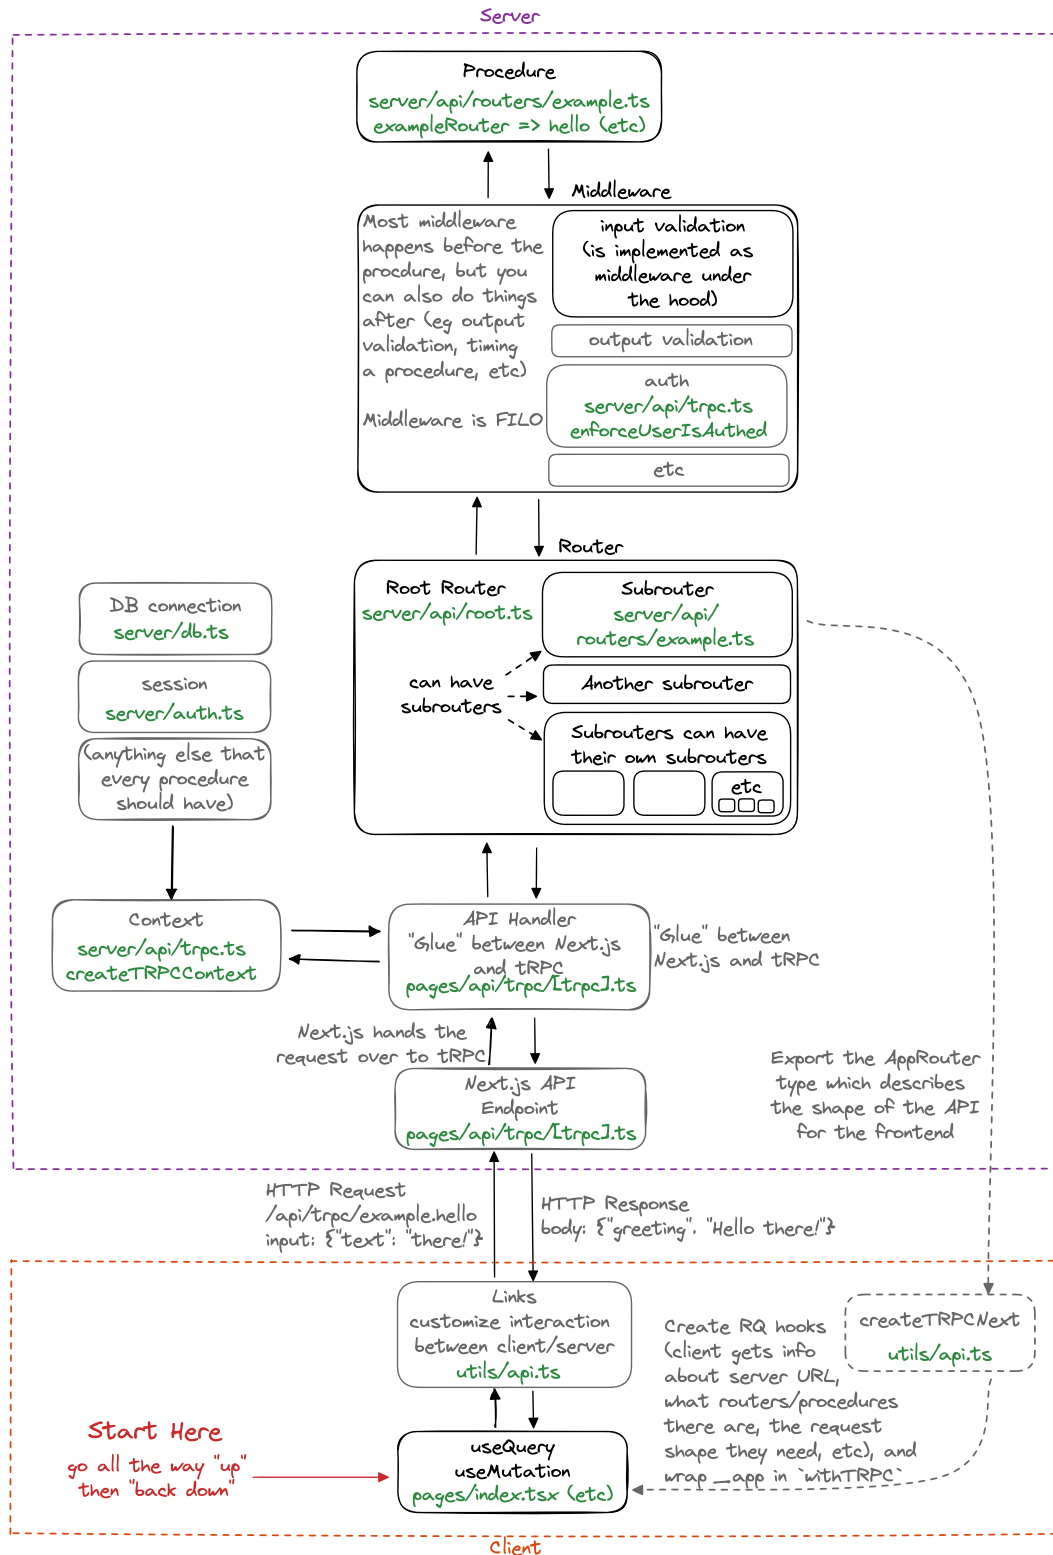 Server
Procedure
server/api/routers/example.ts
exampleRouter => hello (etc)
Middleware
Most middleware
happens before the
procdure, but you
can also do things
after (eg output
validation, timing
a procedure, etc)
Middleware is FILO
input validation
(is implemented as
middleware under
the hood)
output validation
auth
server/api/trpc.ts
enforceUserIsAuthed
etc
Router
Root Router
server/api/root.ts
can have
subrouters
Subrouter
server/api/
routers/example.ts
Another subrouter
Subrouters can have
their own subrouters
etc
DB connection
server/db.ts
session
server/auth.ts
(anything else that
every procedure
should have)
Context
server/api/trpc.ts
createTRPCContext
API Handler
"Glue" between Next.js
and tRPC
pages/api/trpc/[trpc].ts
"Glue" between
Next.js and tRPC
Next.js hands the
request over to tRPC
Next.js API
Endpoint
pages/api/trpc/[trpc].ts
Export the AppRouter
type which describes
the shape of the API
for the frontend
HTTP Request
/api/trpc/example.hello
input: {"text": "there!"}
HTTP Response
body: {"greeting". "Hello there!"}
Links
customize interaction
between client/server
utils/api.ts
createTRPCNext
utils/api.ts
Create RQ hooks
(client gets info
about server URL,
what routers/procedures
there are, the request
shape they need, etc), and
wrap _app in `withTRPC`
Start Here
go all the way "up"
then "back down"
useQuery
useMutation
pages/index.tsx (etc)
Client